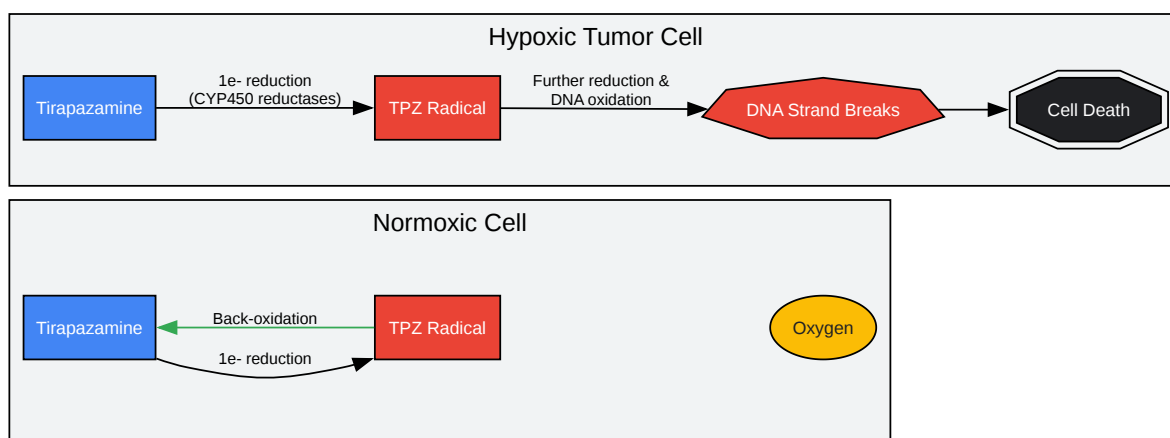 Hypoxic Tumor Cell
Tirapazamine
1e- reduction
(CYP450 reductases)
TPZ Radical
Further reduction &
DNA oxidation
DNA Strand Breaks
Cell Death
Normoxic Cell
Tirapazamine
Back-oxidation
1e- reduction
TPZ Radical
Oxygen